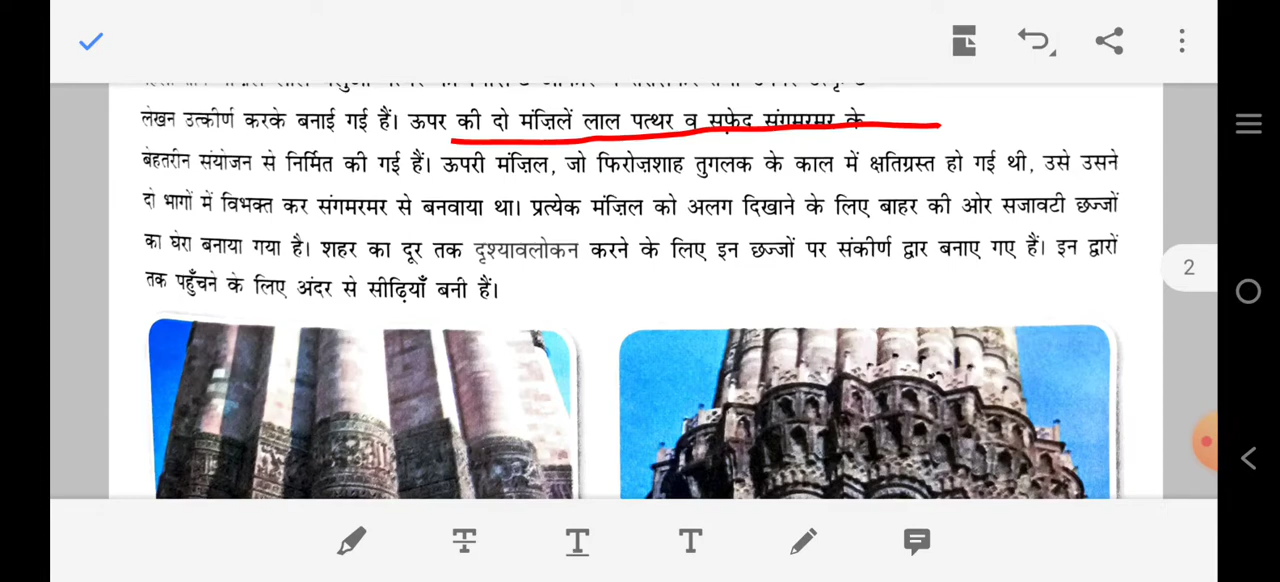 लेखन उत्कीर्ण करके बनाई गई हैं। ऊपर की दो मंज़िलें लाल पत्थर व सफ़ेद संगमरमर के
बेहतरीन संयोजन से निर्मित की गई हैं। ऊपरी मंज़िल, जो फिरोज़शाह तुगलक के काल में क्षतिग्रस्त हो गई थी, उसे उसने
दो भागों में विभक्त कर संगमरमर से बनवाया था। प्रत्येक मंज़िल को अलग दिखाने के लिए बाहर की ओर सजावटी छज्जों
का घेरा बनाया गया है। शहर का दूर तक दृश्यावलोकन करने के लिए इन छज्जों पर संकीर्ण द्वार बनाए गए हैं। इन द्वारों
तक पहुँचने के लिए अंदर से सीढ़ियाँ बनी हैं।
2
T
T
T